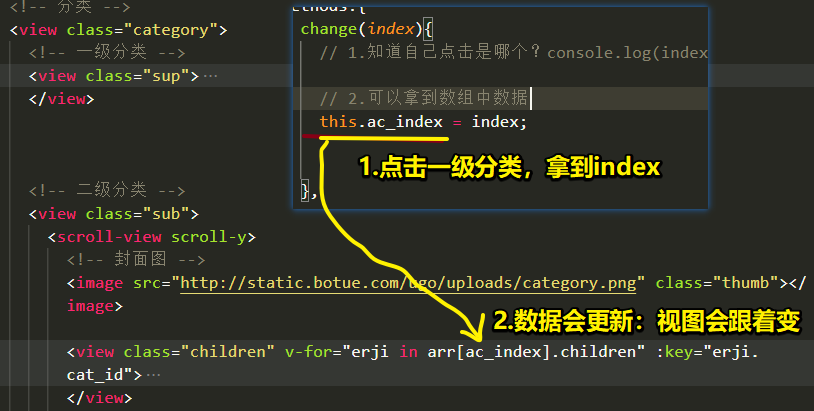 <!-- 分类 -->
<view class="category">
<!-- 一级分类 -->
<view class="sup">…
</view>
<!-- 二级分类 -->
<view class="sub">
<scroll-view scroll-y>
<!-- 封面图 -->
<image src="http://static.botue.com/ugo/uploads/category.png" class="thumb"></
image>
<view class="children" v-for="erji in arr[ac_index].children" :key="erji.
cat_id">…
</view>
ethods:{
change(index){
// 1.知道自己点击是哪个？console.log(index
// 2.可以拿到数组中数据
this.ac_index = index;
},
1.点击一级分类，拿到index
2.数据会更新：视图会跟着变